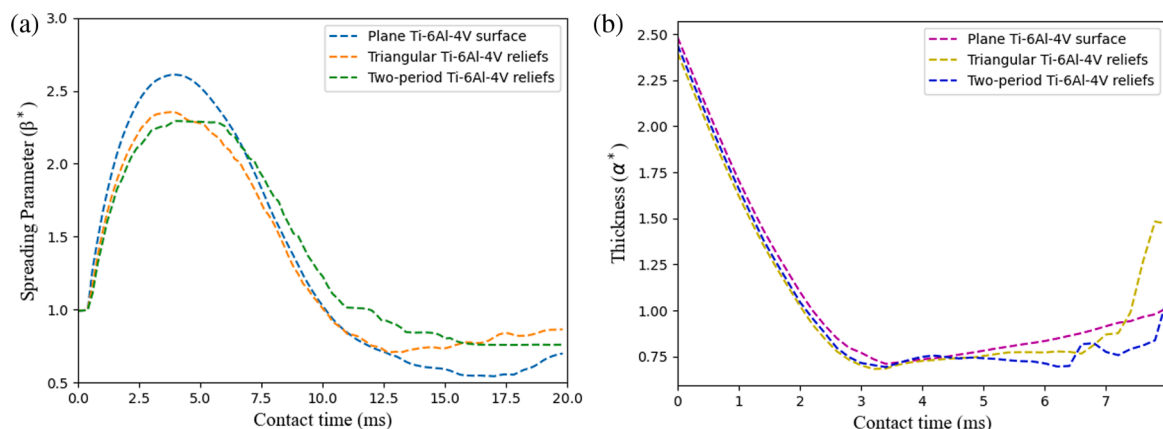 (a)
3.0
2.5
2.0
1.5
1.0
0.5
Spreading Parameter (β*)
Plane Ti-6Al-4V surface
Triangular Ti-6Al-4V reliefs
Two-period Ti-6Al-4V reliefs
0.0 2.5 5.0 7.5 10.0 12.5 15.0 17.5 20.0
Contact time (ms)
(b)
2.50
2.25
2.00
1.75
1.50
1.25
1.00
0.75
Thickness (α*)
Plane Ti-6Al-4V surface
Triangular Ti-6Al-4V reliefs
Two-period Ti-6Al-4V reliefs
0 1 2 3 4 5 6 7
Contact time (ms)